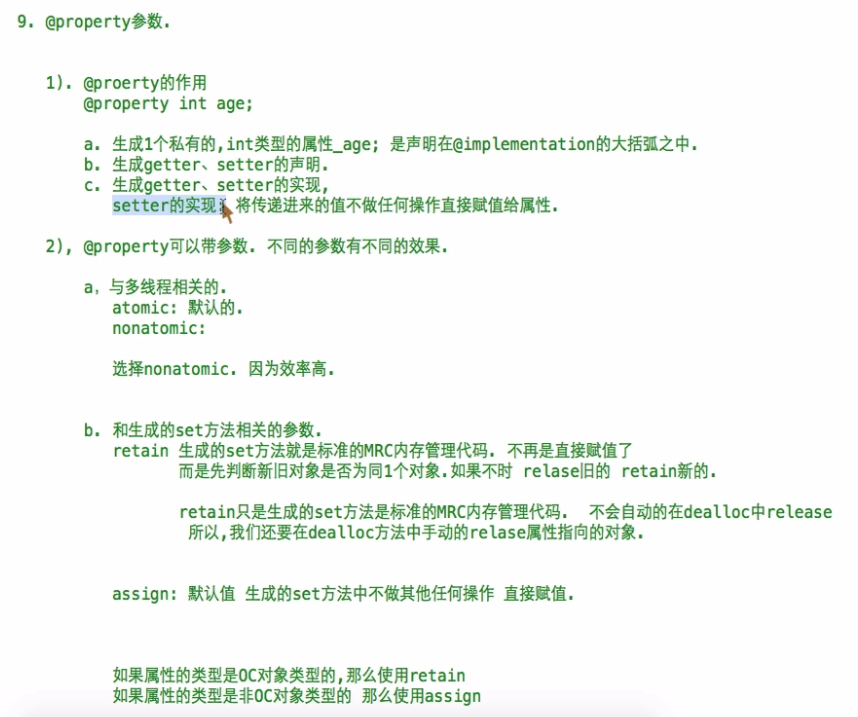 9. @property参数.
1). @proerty的作用
@property int age;
a. 生成1个私有的,int类型的属性_age; 是声明在@implementation的大括弧之中.
b. 生成getter、setter的声明.
c. 生成getter、setter的实现,
setter的实现: 将传递进来的值不做任何操作直接赋值给属性.
2), @property可以带参数. 不同的参数有不同的效果.
a, 与多线程相关的.
atomic: 默认的.
nonatomic:
选择nonatomic. 因为效率高.
b. 和生成的set方法相关的参数.
retain 生成的set方法就是标准的MRC内存管理代码. 不再是直接赋值了
而是先判断新旧对象是否为同1个对象.如果不时 relase旧的 retain新的.
retain只是生成的set方法是标准的MRC内存管理代码. 不会自动的在dealloc中release
所以,我们还要在dealloc方法中手动的relase属性指向的对象.
assign: 默认值 生成的set方法中不做其他任何操作 直接赋值.
如果属性的类型是OC对象类型的,那么使用retain
如果属性的类型是非OC对象类型的 那么使用assign